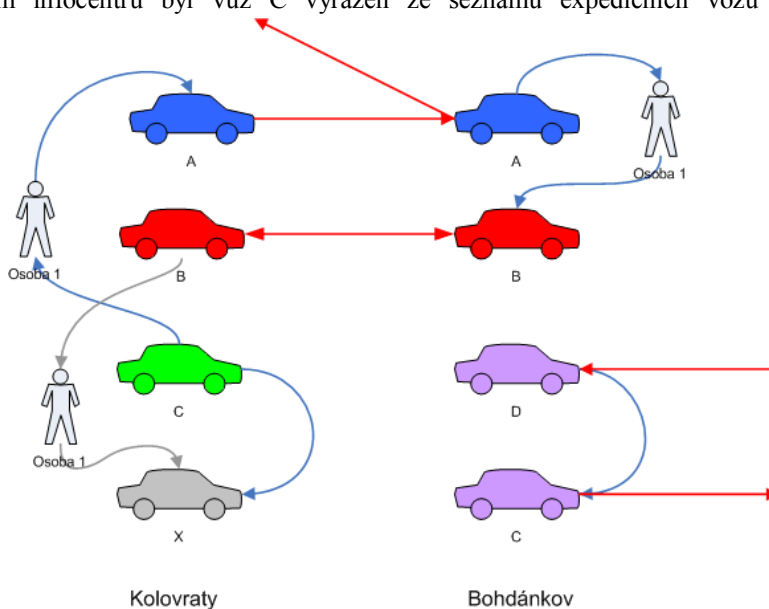 infocentru byl vůz C vyřazen ze seznamu expedičních vozů
A
A
Osoba 1
Osoba 1
B
B
C
D
Osoba 1
X
C
Kolovraty
Bohdánkov